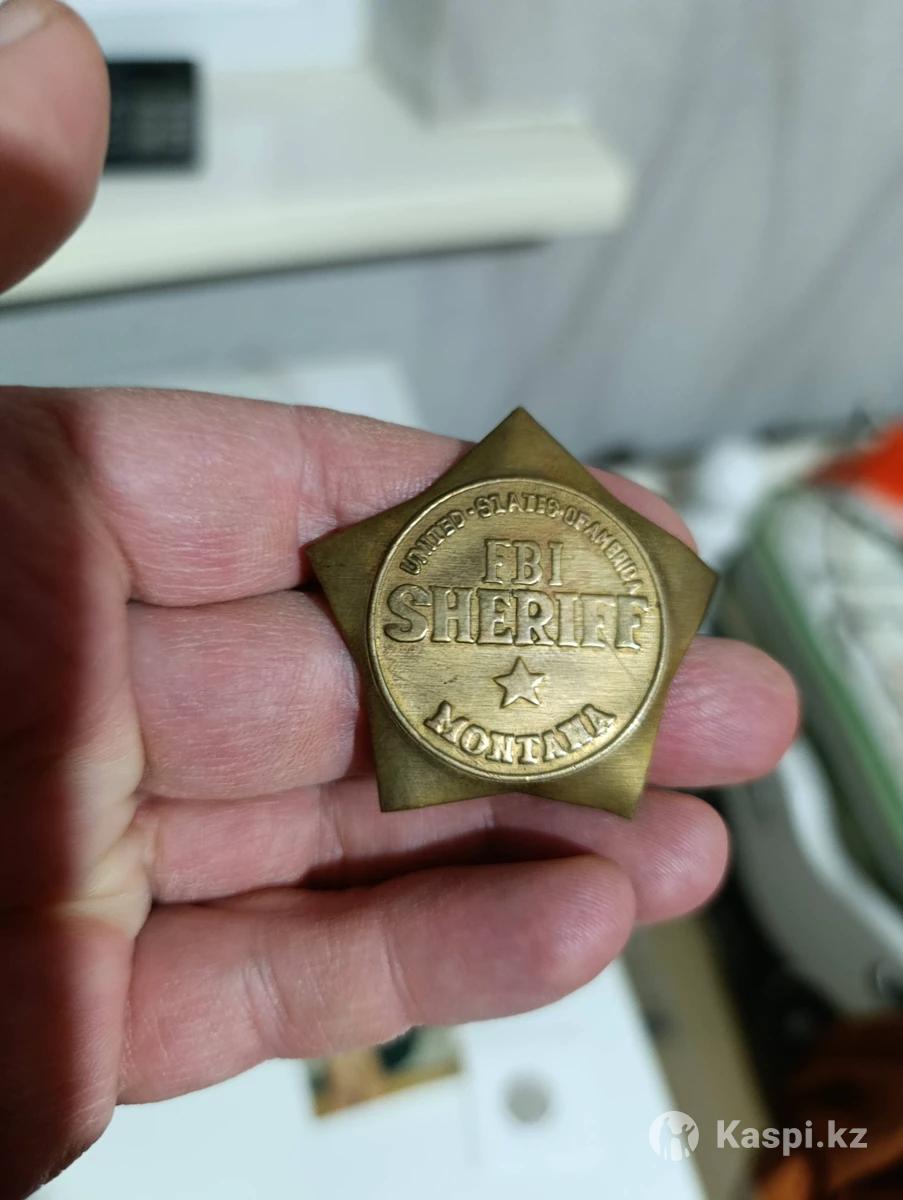 UNITED·STATES·OF AMERICA
FBI
SHERIFF
MONTANA
Kaspi.kz